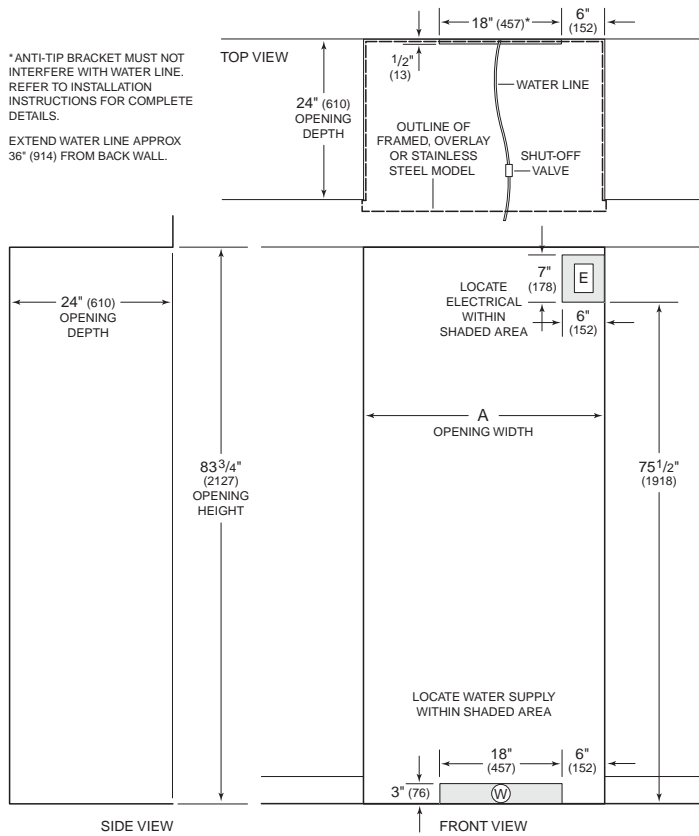 18" (457)*
6"
(152)
*ANTI-TIP BRACKET MUST NOT
INTERFERE WITH WATER LINE.
REFER TO INSTALLATION
INSTRUCTIONS FOR COMPLETE
DETAILS.
EXTEND WATER LINE APPROX
36" (914) FROM BACK WALL.
TOP VIEW
1/2"
(13)
24" (610)
OPENING
DEPTH
WATER LINE
OUTLINE OF
FRAMED, OVERLAY
OR STAINLESS
STEEL MODEL
SHUT-OFF
VALVE
24" (610)
OPENING
DEPTH
7"
(178)
E
LOCATE
ELECTRICAL
WITHIN
SHADED AREA
6"
(152)
A
OPENING WIDTH
83 3/4"
(2127)
OPENING
HEIGHT
75 1/2"
(1918)
LOCATE WATER SUPPLY
WITHIN SHADED AREA
18"
(457)
6"
(152)
3" (76)
W
SIDE VIEW
FRONT VIEW